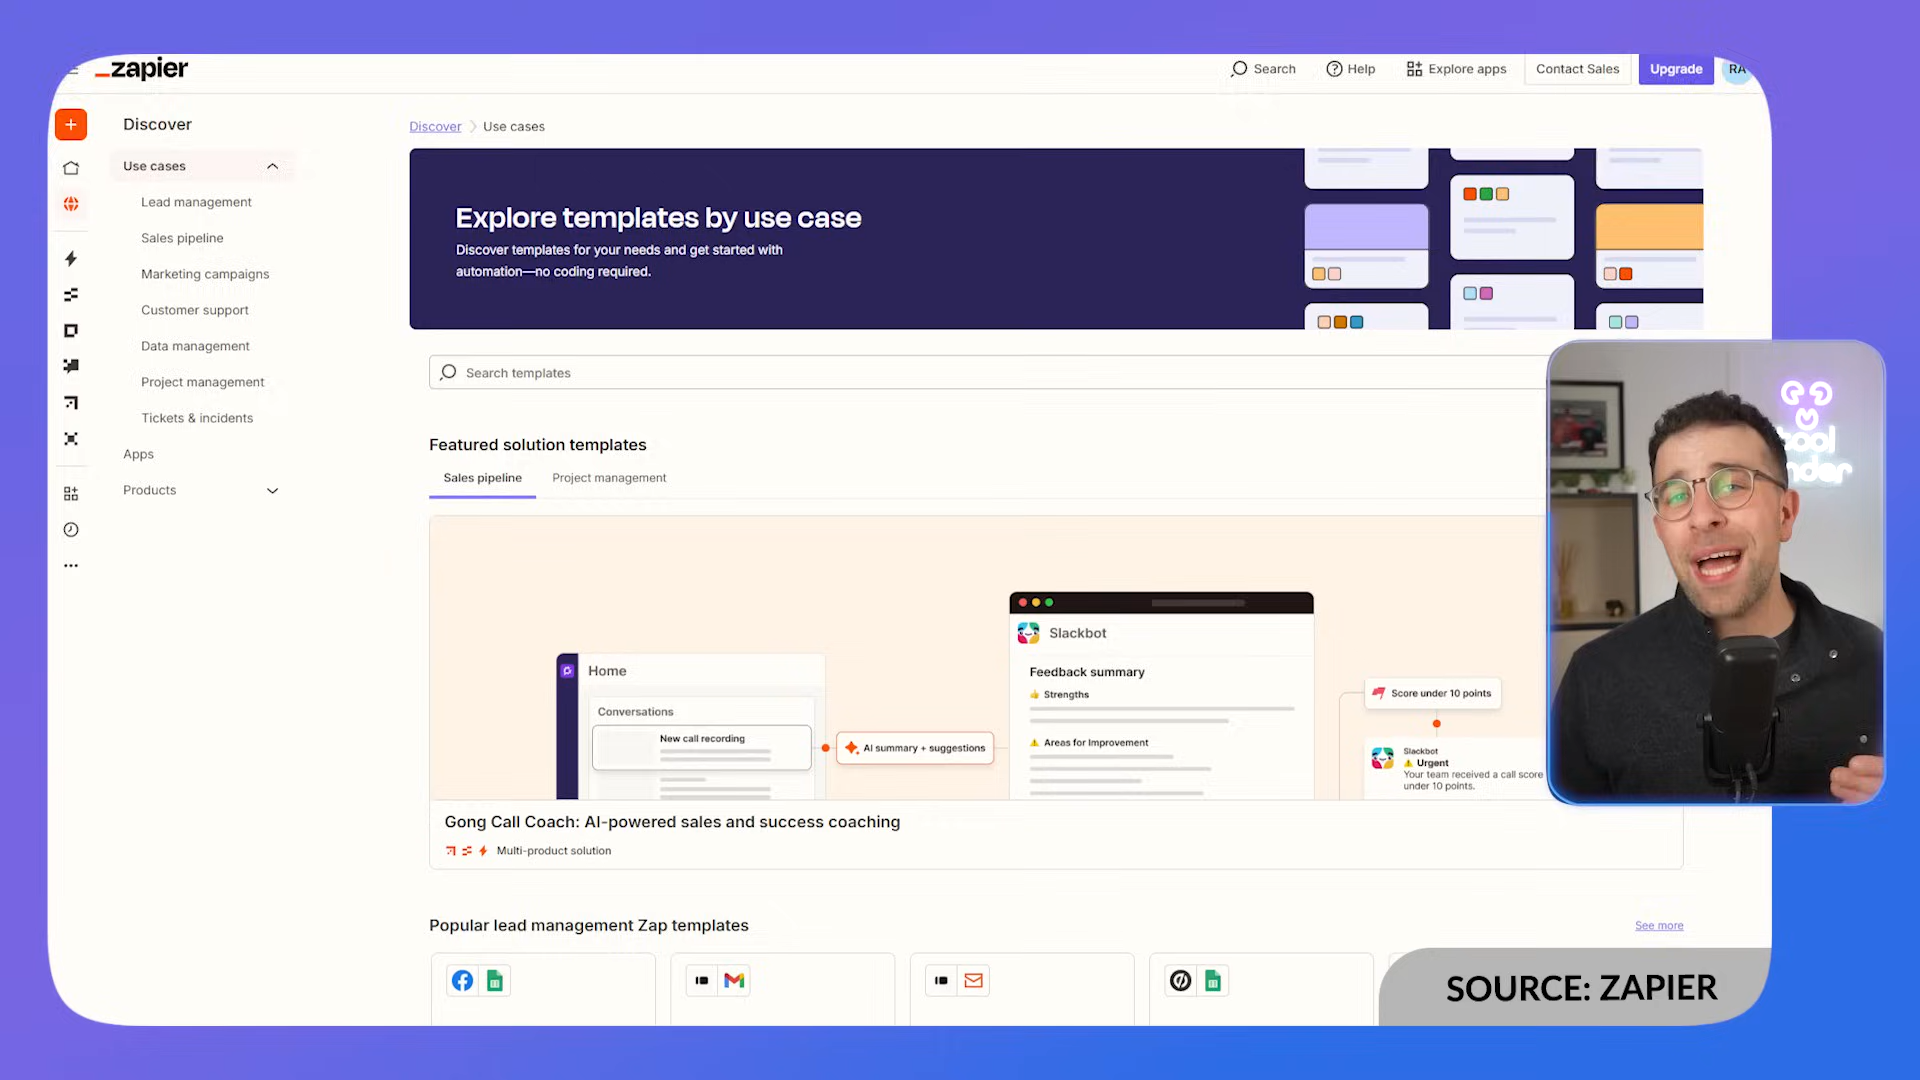 zapier
Search
Help
Explore apps
Contact Sales
Upgrade
RA
Discover
Use cases
Lead management
Sales pipeline
Marketing campaigns
Customer support
Data management
Project management
Tickets & incidents
Apps
Products
Discover
Use cases
Explore templates by use case
Discover templates for your needs and get started with
automation—no coding required.
Search templates
Featured solution templates
Sales pipeline
Project management
Home
Conversations
New call recording
AI summary + suggestions
Slackbot
Feedback summary
Strengths
Areas for Improvement
Score under 10 points
Slackbot
Urgent
Your team received a call score
under 10 points.
Gong Call Coach: AI-powered sales and success coaching
Multi-product solution
Popular lead management Zap templates
See more
tool
SOURCE: ZAPIER